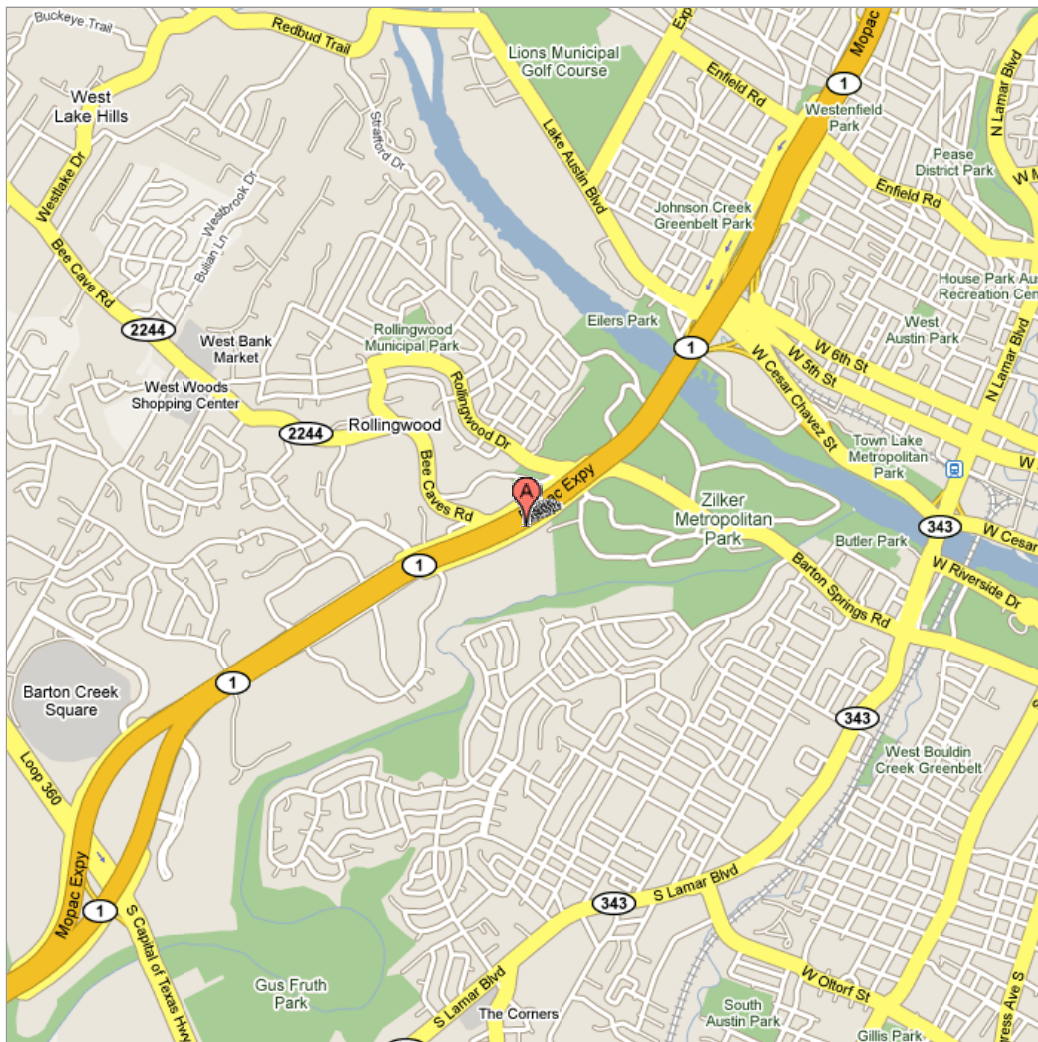 Buckeye Trail
Redbud Trail
Exp
Mopac
Lions Municipal
Golf Course
Enfield Rd
1
N Lamar Blvd
West
Lake Hills
Westenfield
Park
Strafford Dr
Lake Austin Blvd
Pease
District Park
W M
Westlake Dr
Westbrook Dr
Enfield Rd
Johnson Creek
Greenbelt Park
Bulian Ln
Bee Cave Rd
House Park Au
Recreation Cen
2244
Rollingwood
Municipal Park
Eilers Park
West
Austin Park
West Bank
Market
1
W 6th St
W 5th St
N Lamar Blvd
West Woods
Shopping Center
W Cesar Chavez St
Rollingwood Dr
2244
Rollingwood
Town Lake
Metropolitan
Park
W
Bee Caves Rd
A
pac Expy
Zilker
Metropolitan
Park
343
W Cesar
Butler Park
1
W Riverside Dr
Barton Springs Rd
1
Barton Creek
Square
343
Loop 360
West Bouldin
Creek Greenbelt
Mopac Expy
S Lamar Blvd
343
1
S Capital of Texas Hwy
Gus Fruth
Park
S Lamar Blvd
W Oltorf St
The Corners
South
Austin Park
Gillis Park
ress Ave S